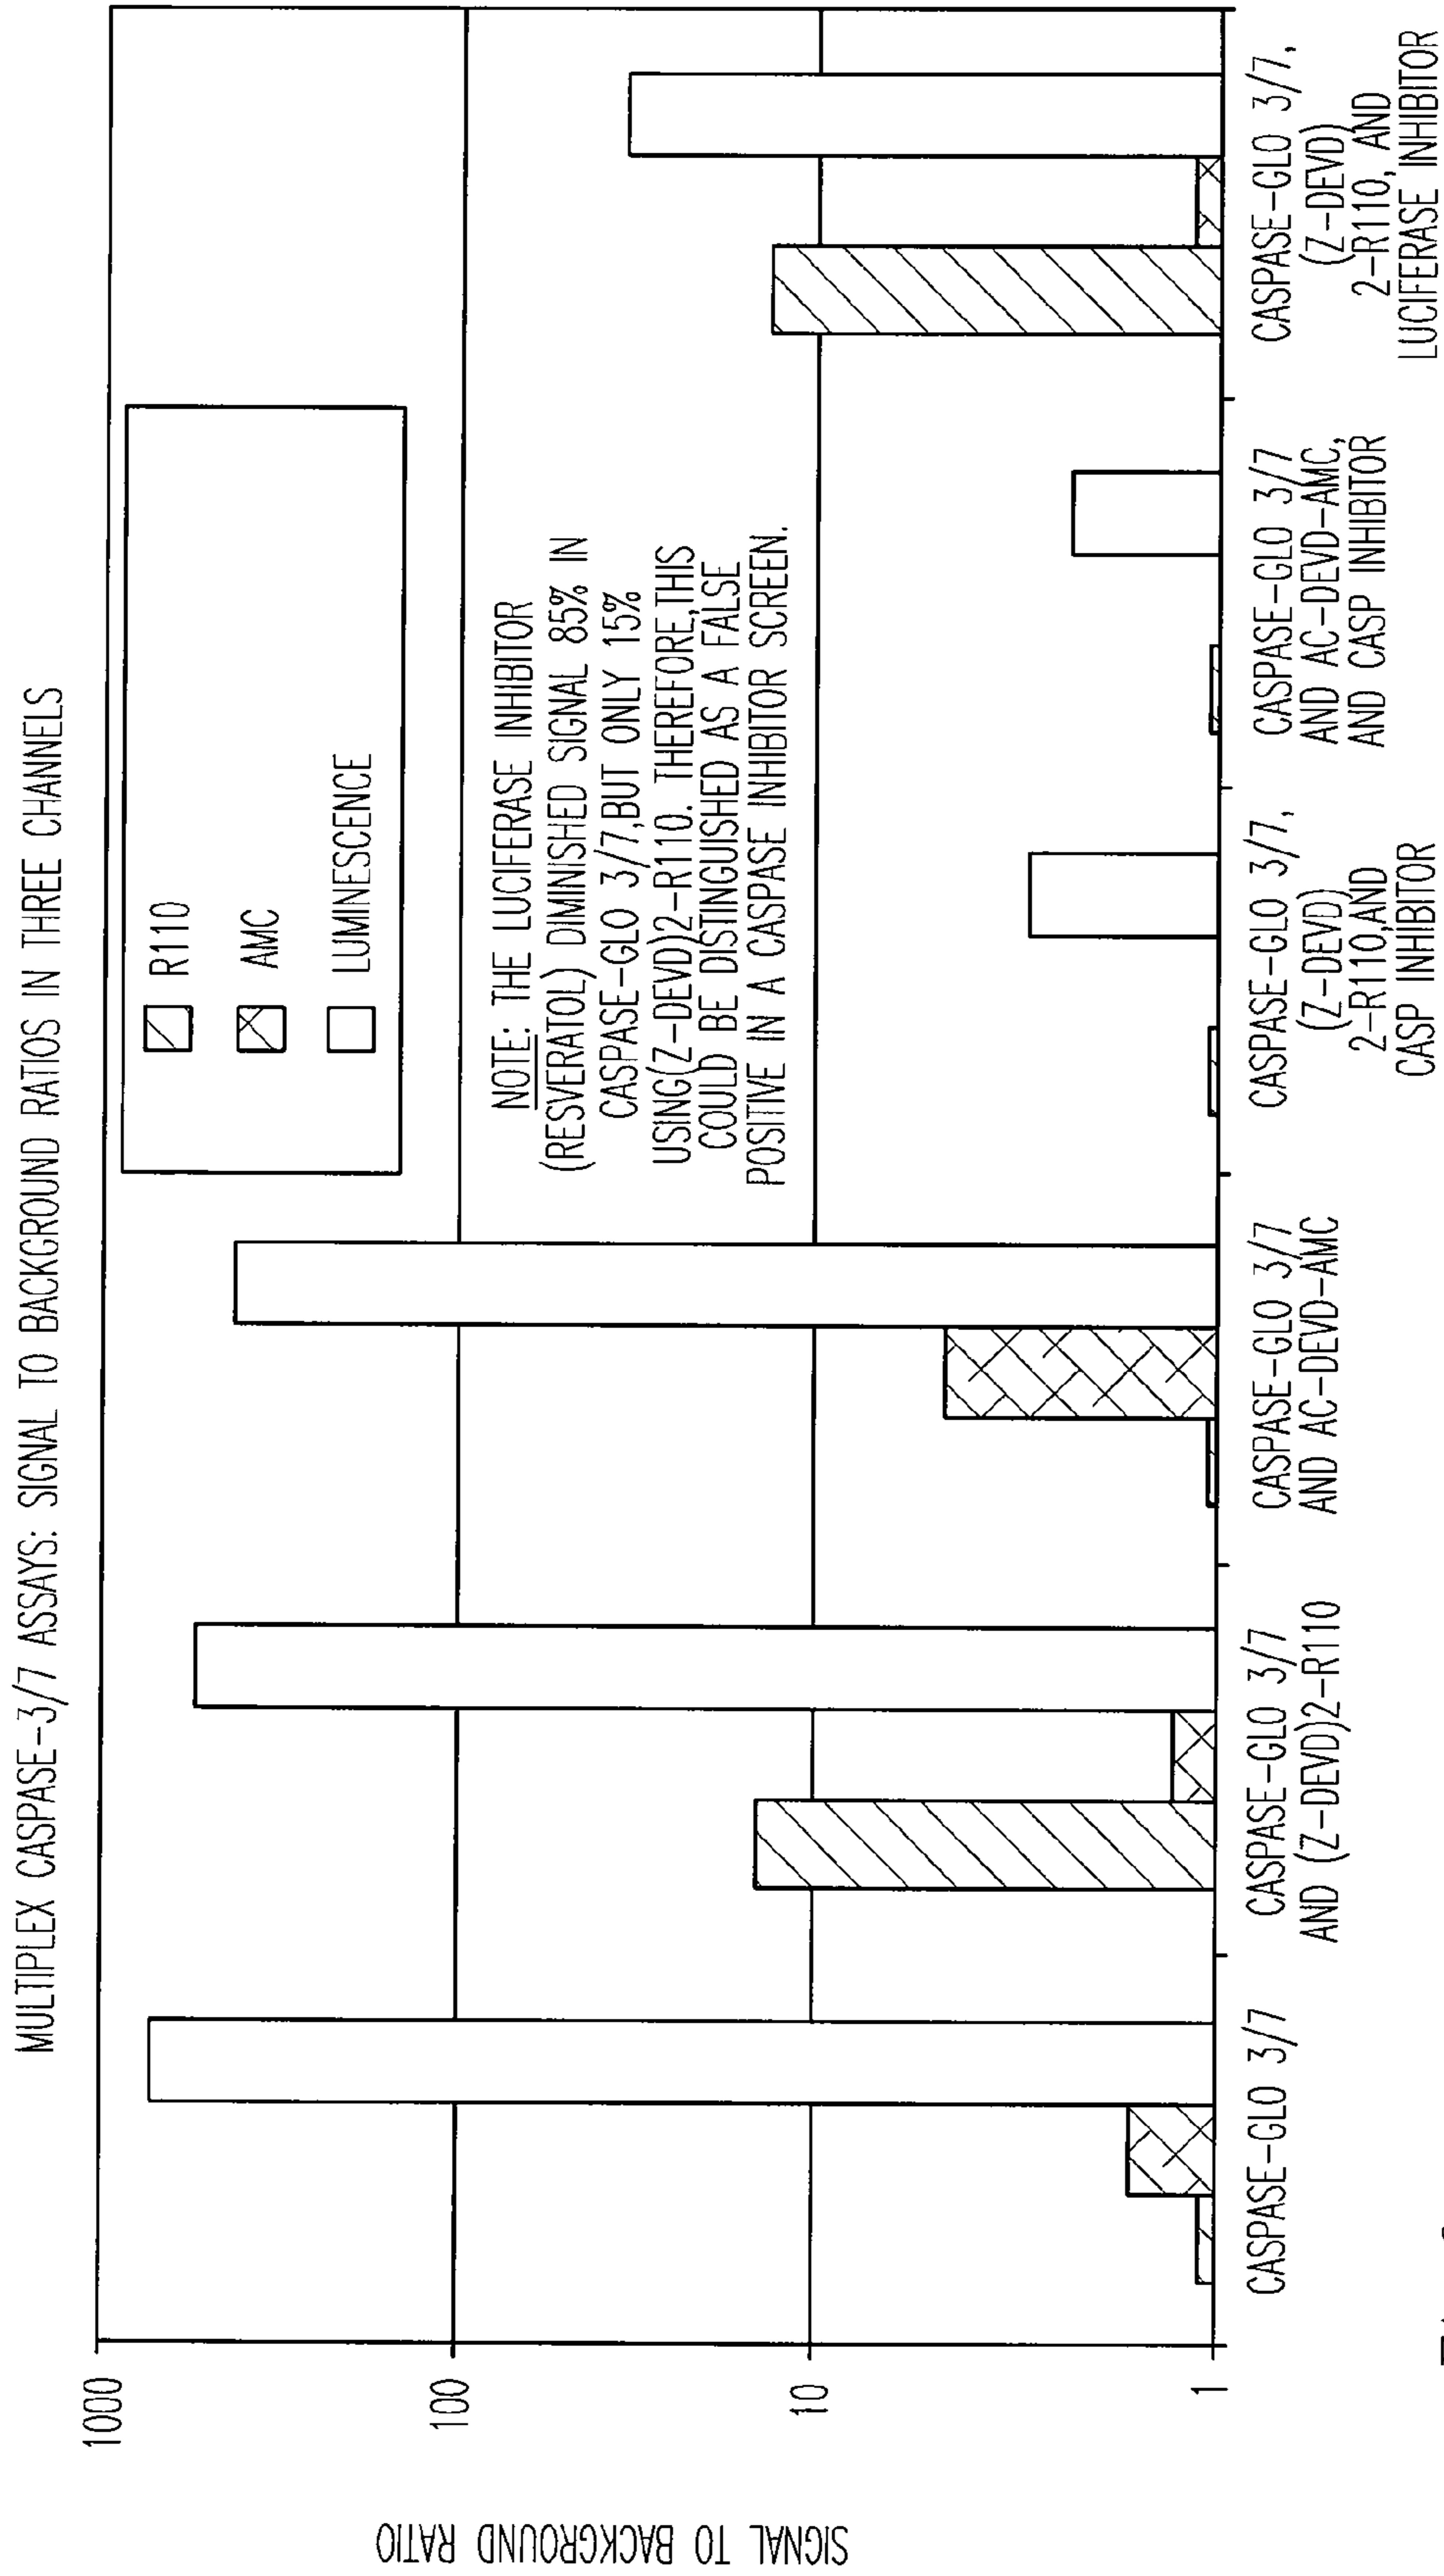 MULTIPLEX CASPASE-3/7 ASSAYS: SIGNAL TO BACKGROUND RATIOS IN THREE CHANNELS
SIGNAL TO BACKGROUND RATIO
1000
100
10
1
R110
AMC
LUMINESCENCE
NOTE: THE LUCIFERASE INHIBITOR
(RESVERATOL) DIMINISHED SIGNAL 85% IN
CASPASE-GLO 3/7,BUT ONLY 15%
USING(Z-DEVD)2-R110. THEREFORE,THIS
COULD BE DISTINGUISHED AS A FALSE
POSITIVE IN A CASPASE INHIBITOR SCREEN.
CASPASE-GLO 3/7
CASPASE-GLO 3/7
AND (Z-DEVD)2-R110
CASPASE-GLO 3/7
AND AC-DEVD-AMC
CASPASE-GLO 3/7,
(Z-DEVD)
2-R110,AND
CASP INHIBITOR
CASPASE-GLO 3/7
AND AC-DEVD-AMC,
AND CASP INHIBITOR
CASPASE-GLO 3/7,
(Z-DEVD)
2-R110, AND
LUCIFERASE INHIBITOR